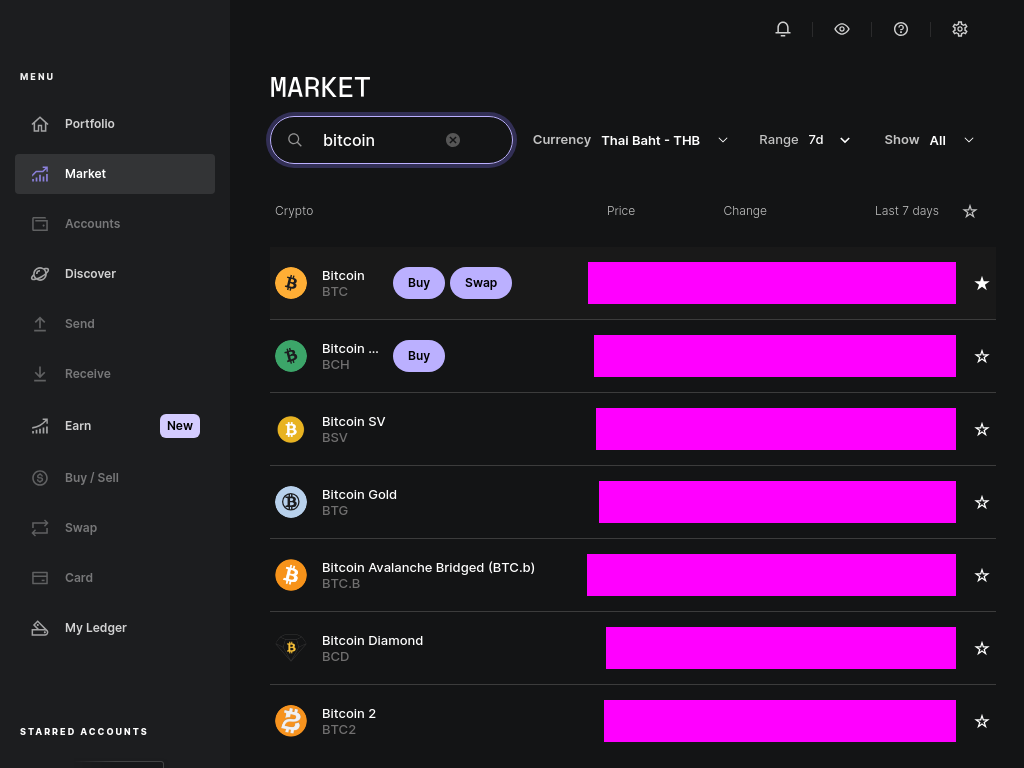 MENU
Portfolio
Market
Accounts
Discover
Send
Receive
Earn New
Buy / Sell
Swap
Card
My Ledger
STARRED ACCOUNTS
MARKET
bitcoin
Currency Thai Baht - THB
Range 7d
Show All
Crypto Price Change Last 7 days
Bitcoin
BTC
Buy Swap
Bitcoin ...
BCH
Buy
Bitcoin SV
BSV
Bitcoin Gold
BTG
Bitcoin Avalanche Bridged (BTC.b)
BTC.B
Bitcoin Diamond
BCD
Bitcoin 2
BTC2